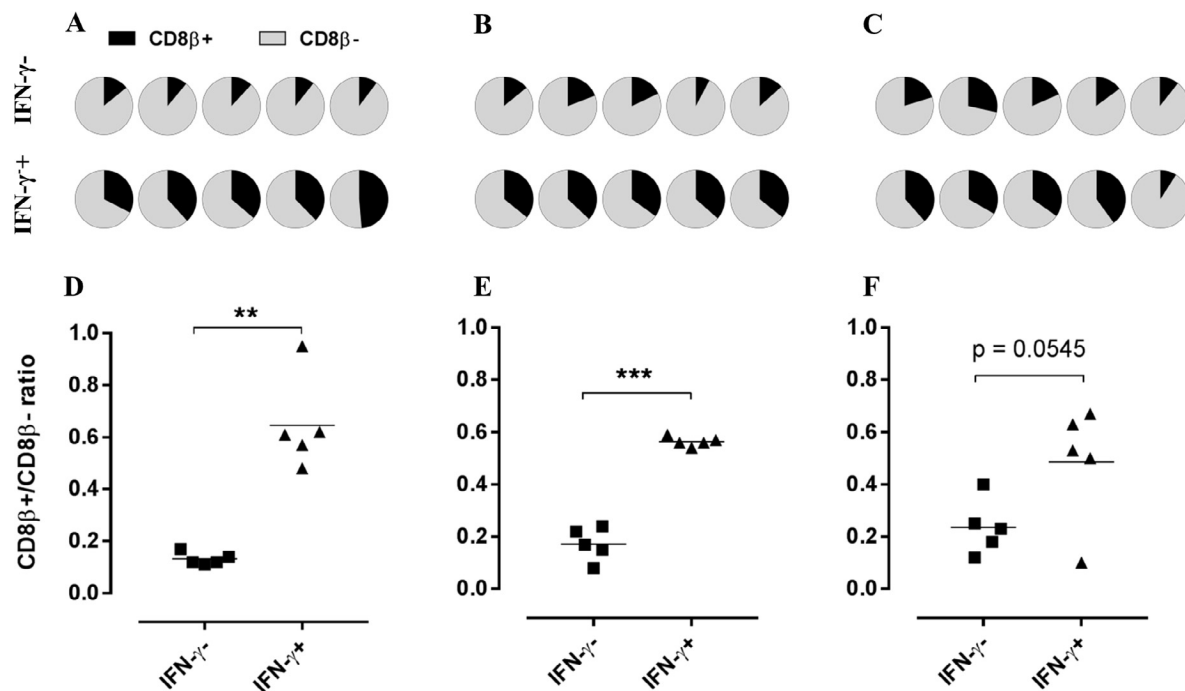 A B C
CD8β+ CD8β-
IFN-γ-
IFN-γ+
D E F
** *** p = 0.0545
CD8β+/CD8β- ratio
1.0 1.0 1.0
0.8 0.8 0.8
0.6 0.6 0.6
0.4 0.4 0.4
0.2 0.2 0.2
0.0 0.0 0.0
IFN-γ- IFN-γ+ IFN-γ- IFN-γ+ IFN-γ- IFN-γ+